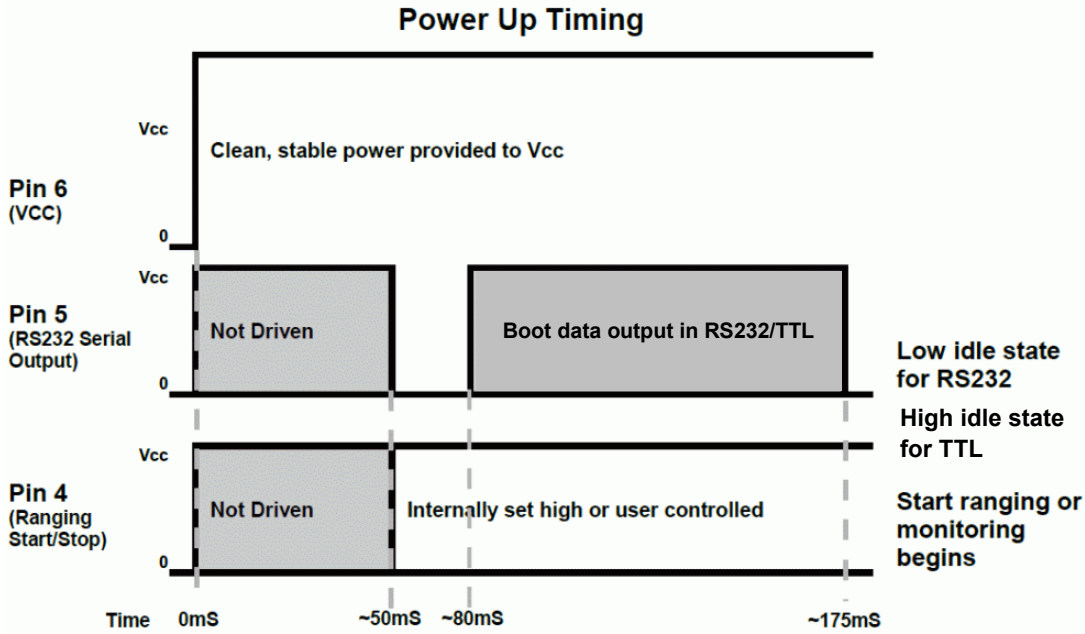 Power Up Timing
Vcc
Clean, stable power provided to Vcc
Pin 6
(VCC)
0
Vcc
Pin 5
(RS232 Serial
Output)
Not Driven
Boot data output in RS232/TTL
0
Low idle state
for RS232
High idle state
for TTL
Vcc
Pin 4
(Ranging
Start/Stop)
Not Driven
Internally set high or user controlled
0
Start ranging or
monitoring
begins
Time 0mS ~50mS ~80mS ~175mS